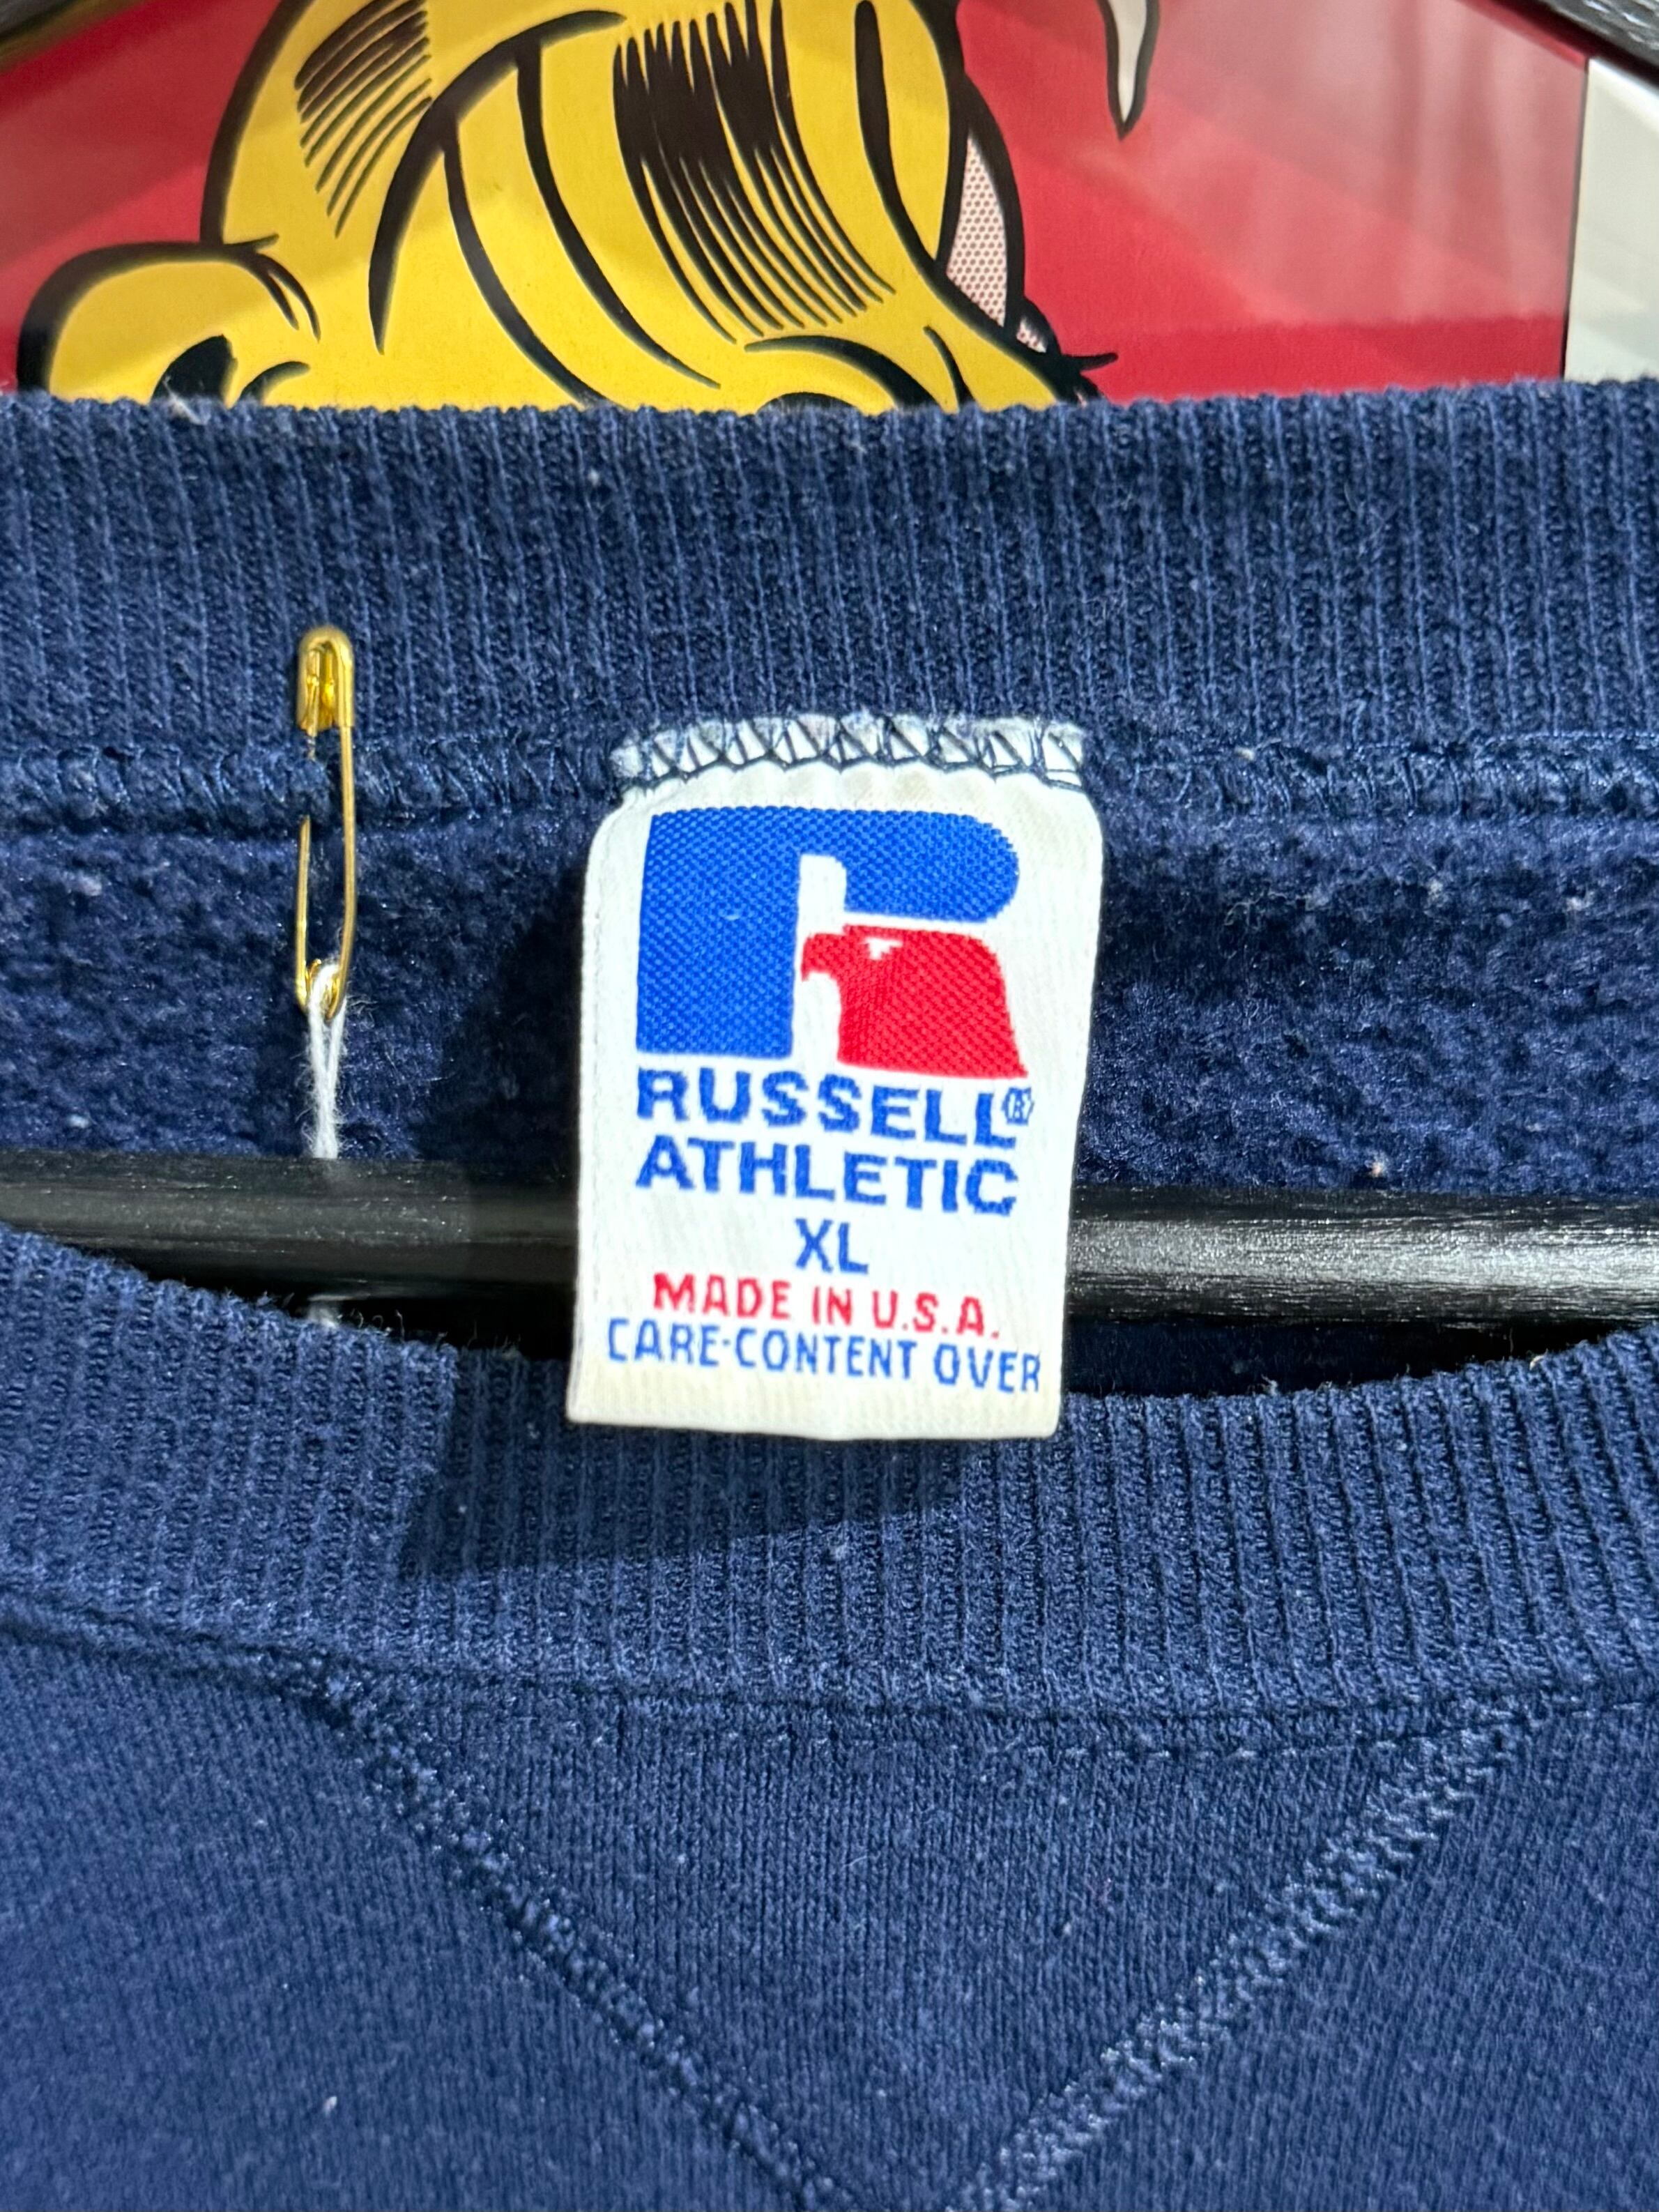 RUSSELL®
ATHLETIC
XL
MADE IN U.S.A.
CARE-CONTENT OVER